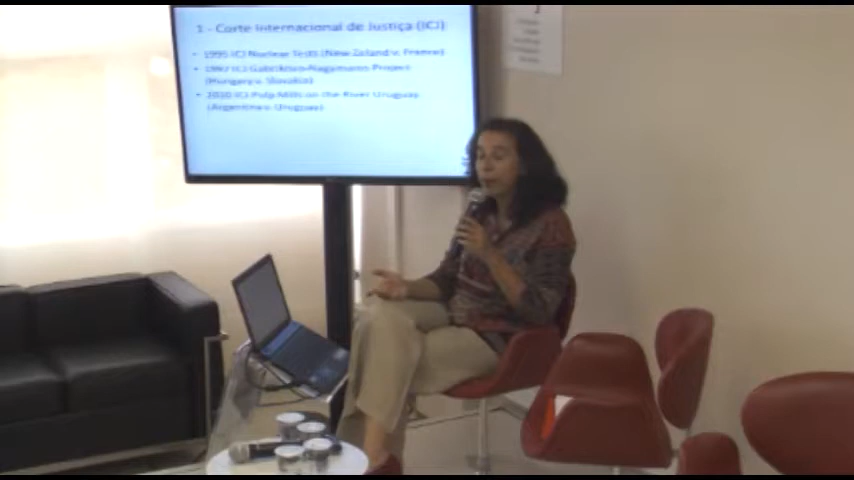 1 - Corte Internacional de Justiça (ICJ)
• 1995 ICJ Nuclear Tests (New Zeland v. France)
• 1997 ICJ Gabcikovo-Nagymaros Project
(Hungary v. Slovakia)
• 2010 ICJ Pulp Mills on the River Uruguay
(Argentina v. Uruguay)